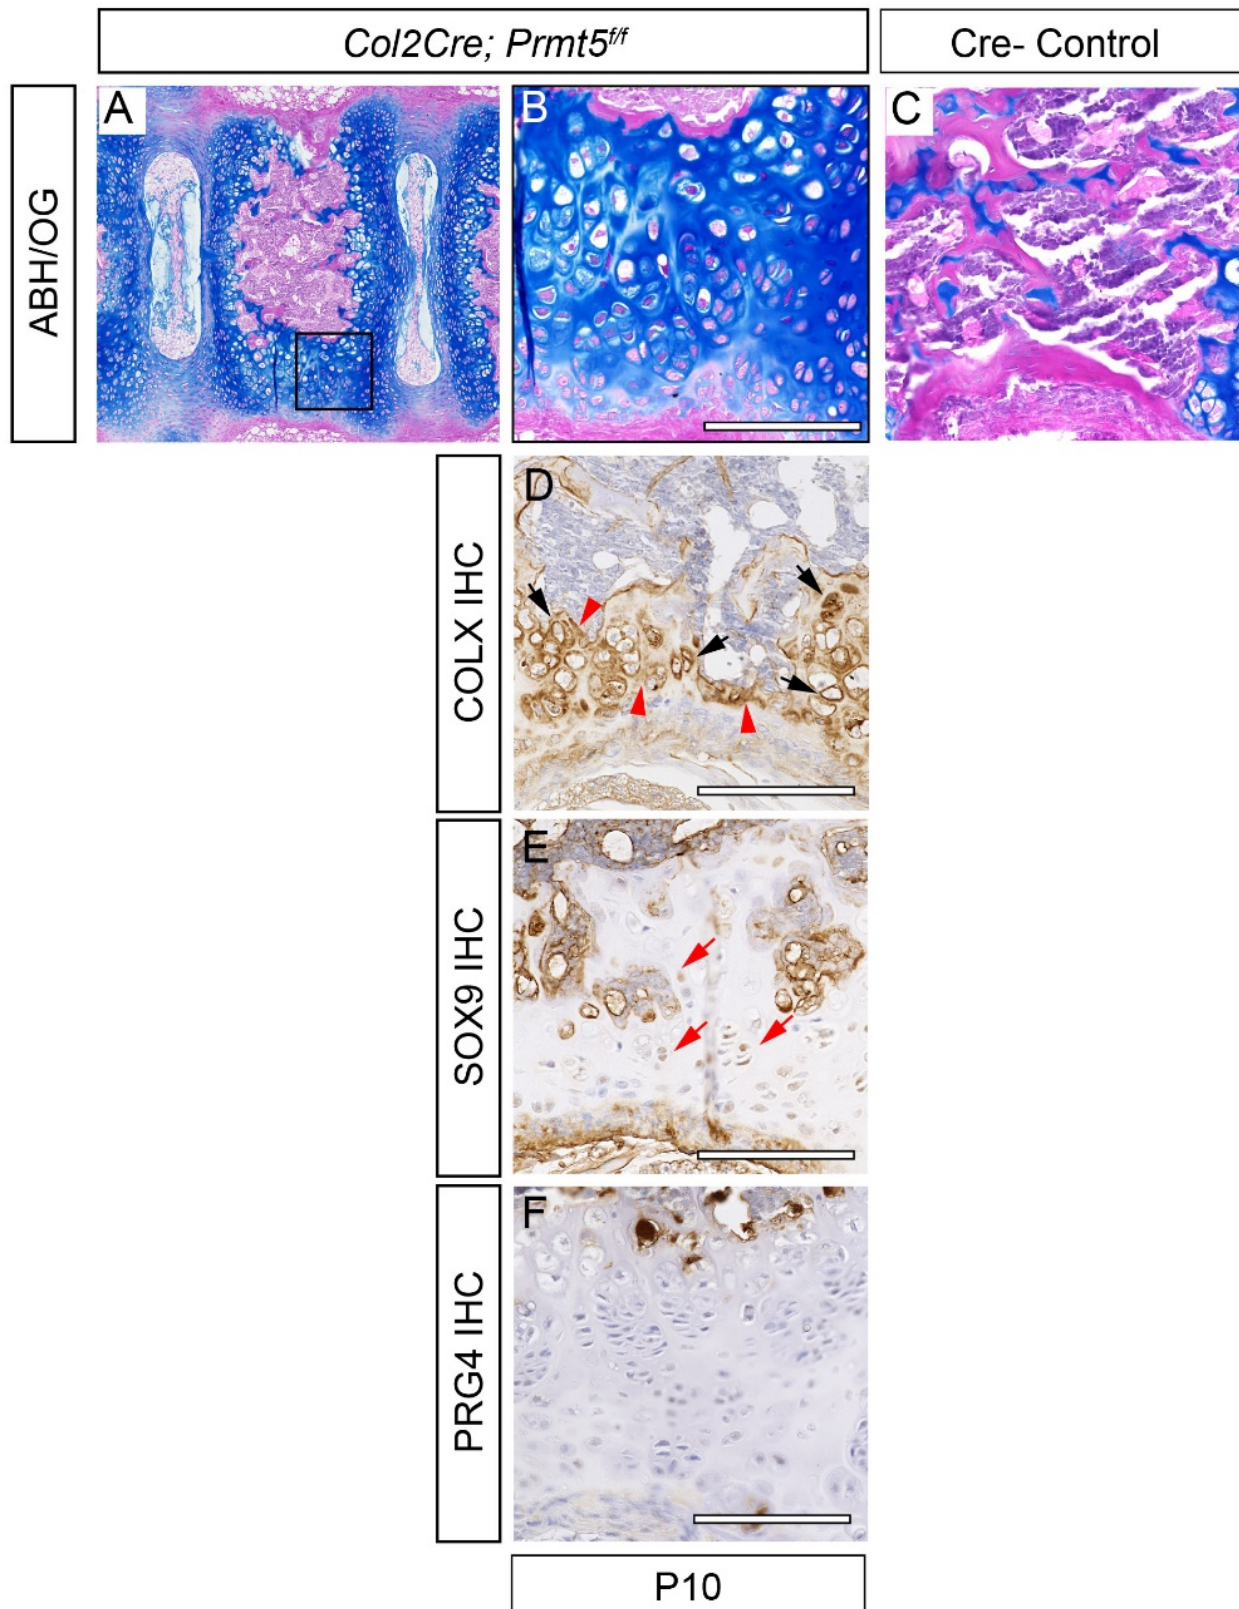 Col2Cre; Prmt5f/f
Cre- Control
ABH/OG
A
B
C
COLX IHC
D
SOX9 IHC
E
PRG4 IHC
F
P10